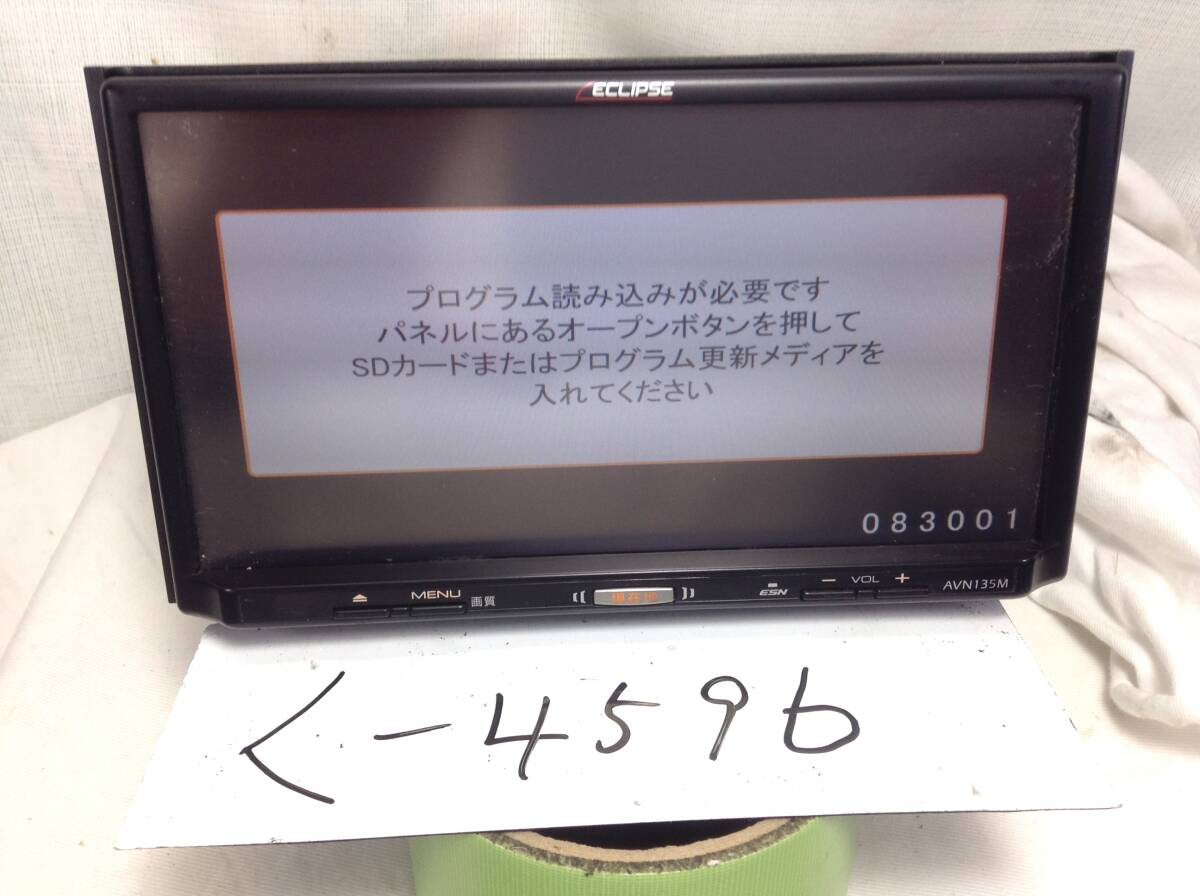 ECLIPSE
プログラム読み込みが必要です
パネルにあるオープンボタンを押して
SDカードまたはプログラム更新メディアを
入れてください
083001
MENU 画質 現在地 ESN − VOL + AVN135M
く-4596